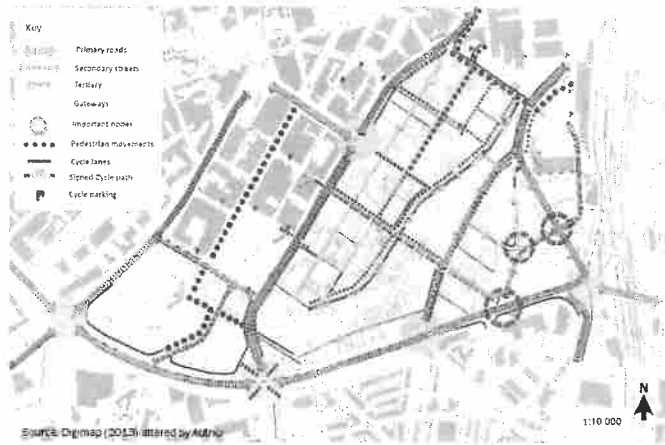 Key
Primary roads
Secondary streets
Tertiary
Gateways
Important nodes
Pedestrian movements
Cycle lanes
Signed Cycle path
Cycle parking
N
1:10 000
Source: Digimap (2013) altered by Author